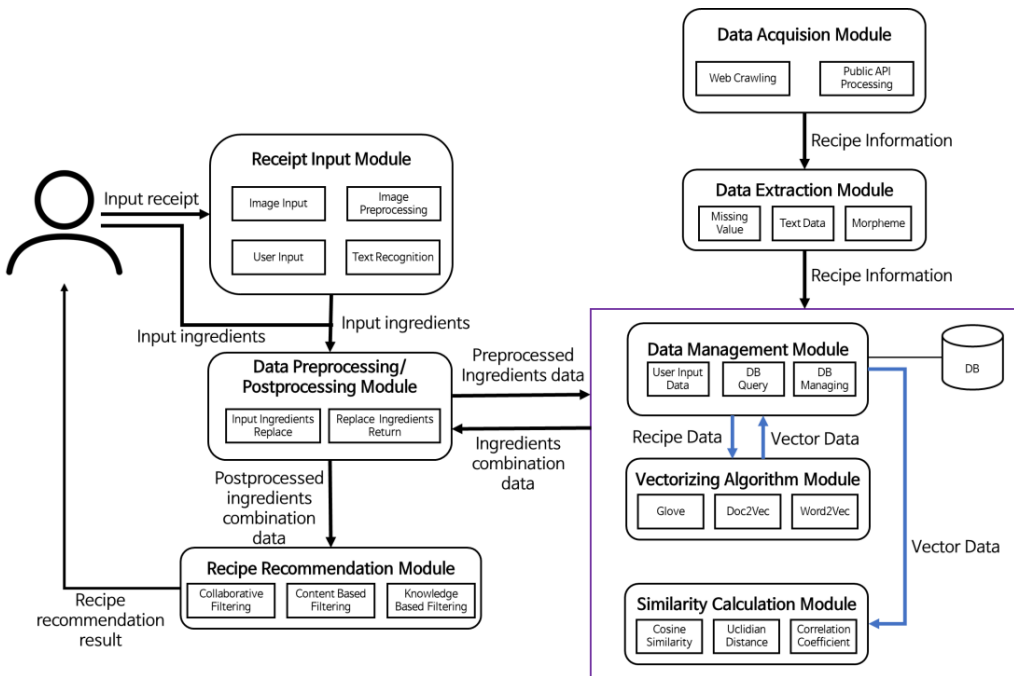 Data Acquision Module
Web Crawling
Public API
Processing
Recipe Information
Receipt Input Module
Image Input
Image
Preprocessing
User Input
Text Recognition
Input receipt
Data Extraction Module
Missing
Value
Text Data
Morpheme
Recipe Information
Input ingredients
Input ingredients
Data Preprocessing/
Postprocessing Module
Input Ingredients
Replace
Replace Ingredients
Return
Preprocessed
Ingredients data
Ingredients
combination
data
Data Management Module
User Input
Data
DB
Query
DB
Managing
DB
Recipe Data
Vector Data
Vectorizing Algorithm Module
Glove
Doc2Vec
Word2Vec
Vector Data
Postprocessed
ingredients
combination
data
Recipe Recommendation Module
Collaborative
Filtering
Content Based
Filtering
Knowledge
Based Filtering
Recipe
recommendation
result
Similarity Calculation Module
Cosine
Similarity
Uclidian
Distance
Correlation
Coefficient